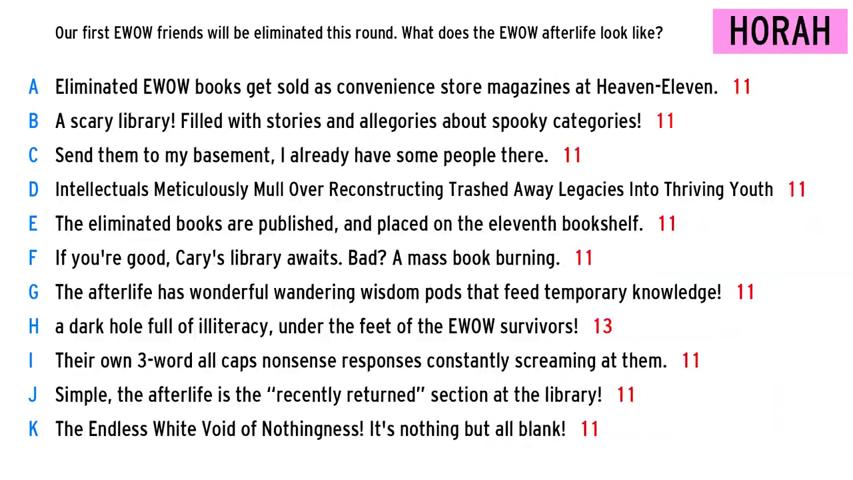 Our first EWOW friends will be eliminated this round. What does the EWOW afterlife look like?
HORAH
A Eliminated EWOW books get sold as convenience store magazines at Heaven-Eleven. 11
B A scary library! Filled with stories and allegories about spooky categories! 11
C Send them to my basement, I already have some people there. 11
D Intellectuals Meticulously Mull Over Reconstructing Trashed Away Legacies Into Thriving Youth 11
E The eliminated books are published, and placed on the eleventh bookshelf. 11
F If you're good, Cary's library awaits. Bad? A mass book burning. 11
G The afterlife has wonderful wandering wisdom pods that feed temporary knowledge! 11
H a dark hole full of illiteracy, under the feet of the EWOW survivors! 13
I Their own 3-word all caps nonsense responses constantly screaming at them. 11
J Simple, the afterlife is the “recently returned” section at the library! 11
K The Endless White Void of Nothingness! It's nothing but all blank! 11